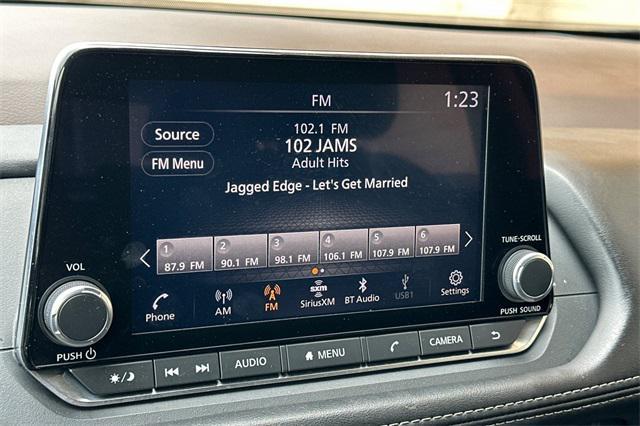 FM 1:23
Source
FM Menu
102.1 FM
102 JAMS
Adult Hits
Jagged Edge - Let's Get Married
1 2 3 4 5 6
87.9 FM 90.1 FM 98.1 FM 106.1 FM 107.9 FM 107.9 FM
Phone AM FM SiriusXM BT Audio USB1 Settings
sxm
VOL
PUSH
TUNE-SCROLL
PUSH SOUND
AUDIO MENU CAMERA